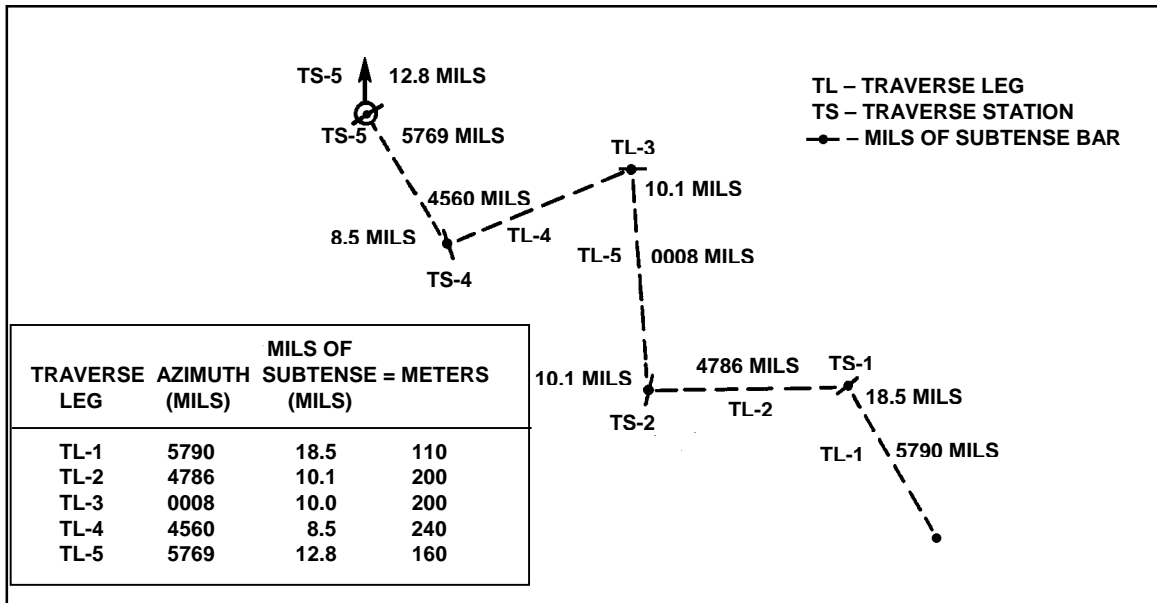 TS-5 12.8 MILS
TS-5
5769 MILS
TL – TRAVERSE LEG
TS – TRAVERSE STATION
– MILS OF SUBTENSE BAR
TL-3
10.1 MILS
4560 MILS
8.5 MILS
TL-4
TS-4
TL-5 0008 MILS
10.1 MILS
4786 MILS
TS-1
TS-2
TL-2
18.5 MILS
TL-1
5790 MILS
MILS OF
TRAVERSE AZIMUTH SUBTENSE = METERS
LEG (MILS) (MILS)
TL-1 5790 18.5 110
TL-2 4786 10.1 200
TL-3 0008 10.0 200
TL-4 4560 8.5 240
TL-5 5769 12.8 160